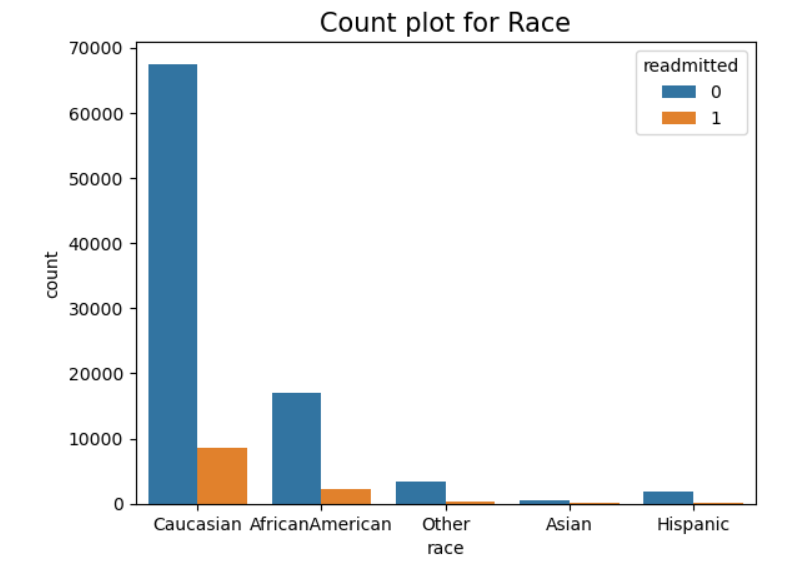 Count plot for Race
70000
60000
50000
40000
30000
20000
10000
0
count
readmitted
0
1
Caucasian AfricanAmerican Other Asian Hispanic
race